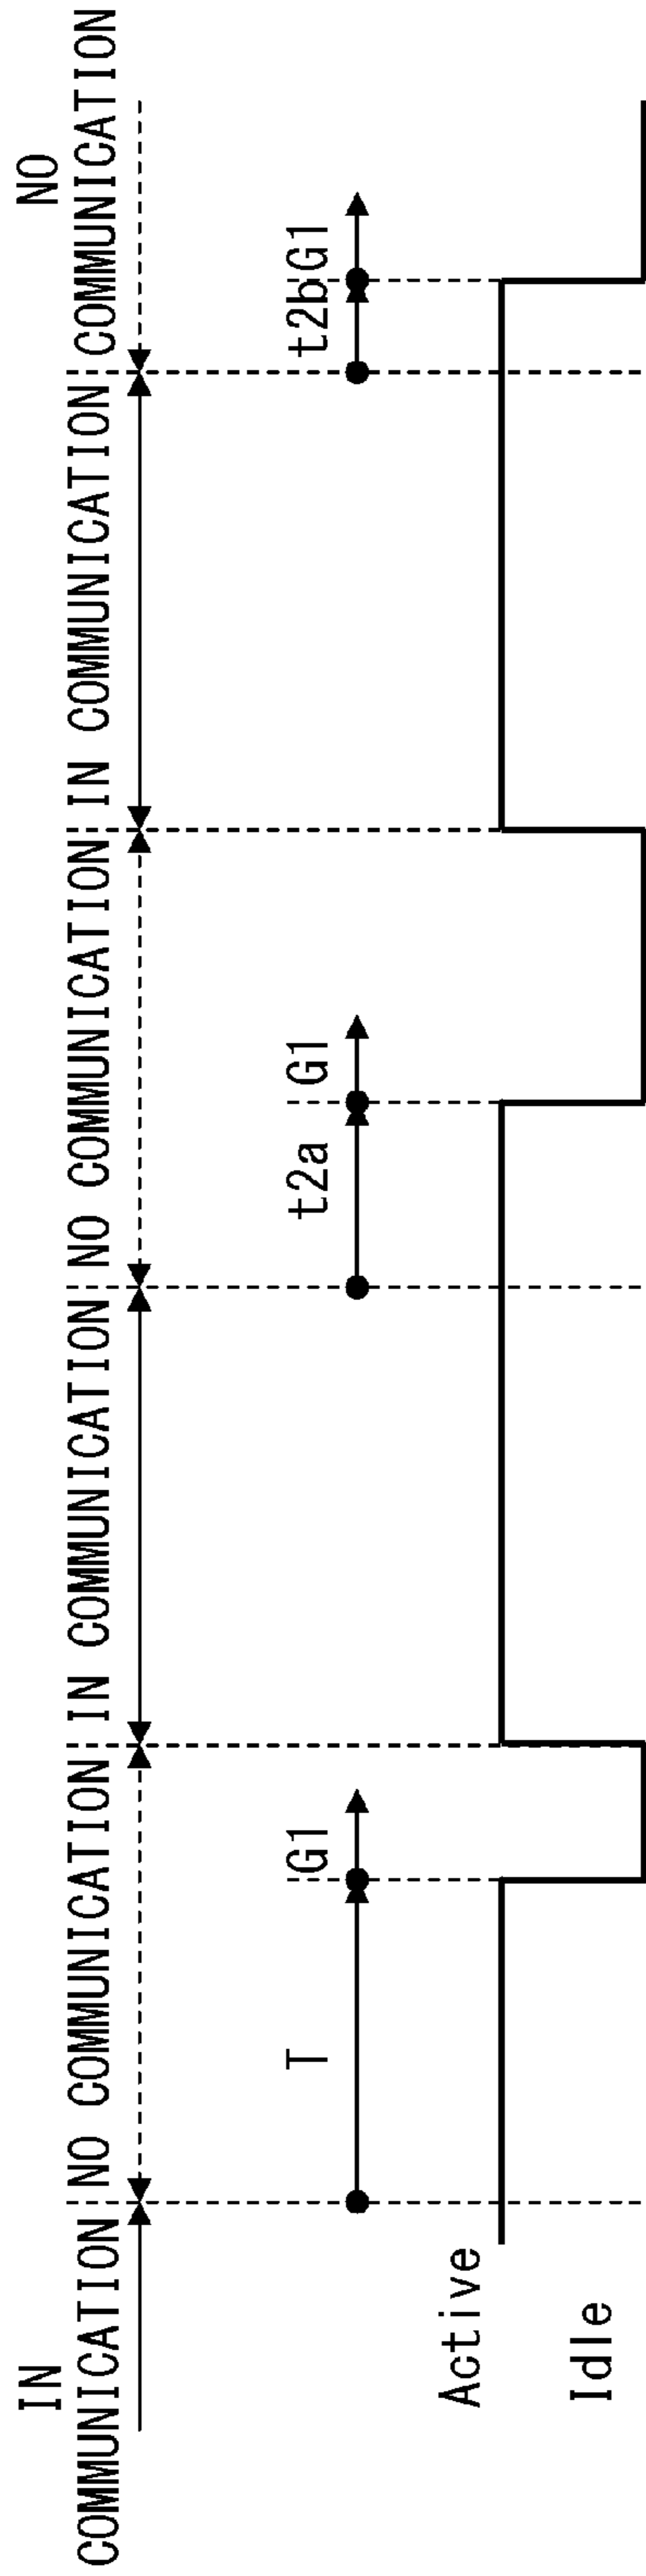 IN
COMMUNICATION
NO COMMUNICATION
IN COMMUNICATION
NO COMMUNICATION
IN COMMUNICATION
NO
COMMUNICATION
T
G1
t2a
G1
t2b
G1
Active
Idle